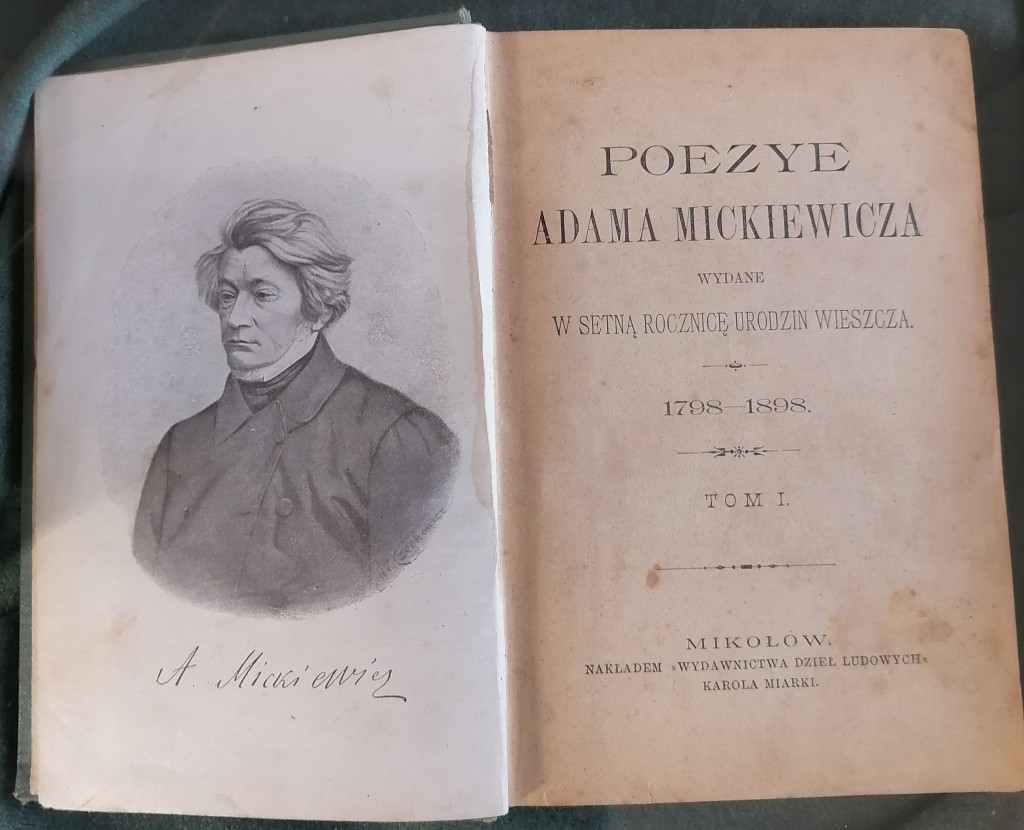 A. Mickiewicz
POEZYE
ADAMA MICKIEWICZA
WYDANE
W SETNĄ ROCZNICĘ URODZIN WIESZCZA.
1798—1898.
TOM I.
MIKOŁÓW.
NAKŁADEM »WYDAWNICTWA DZIEŁ LUDOWYCH«
KAROLA MIARKI.